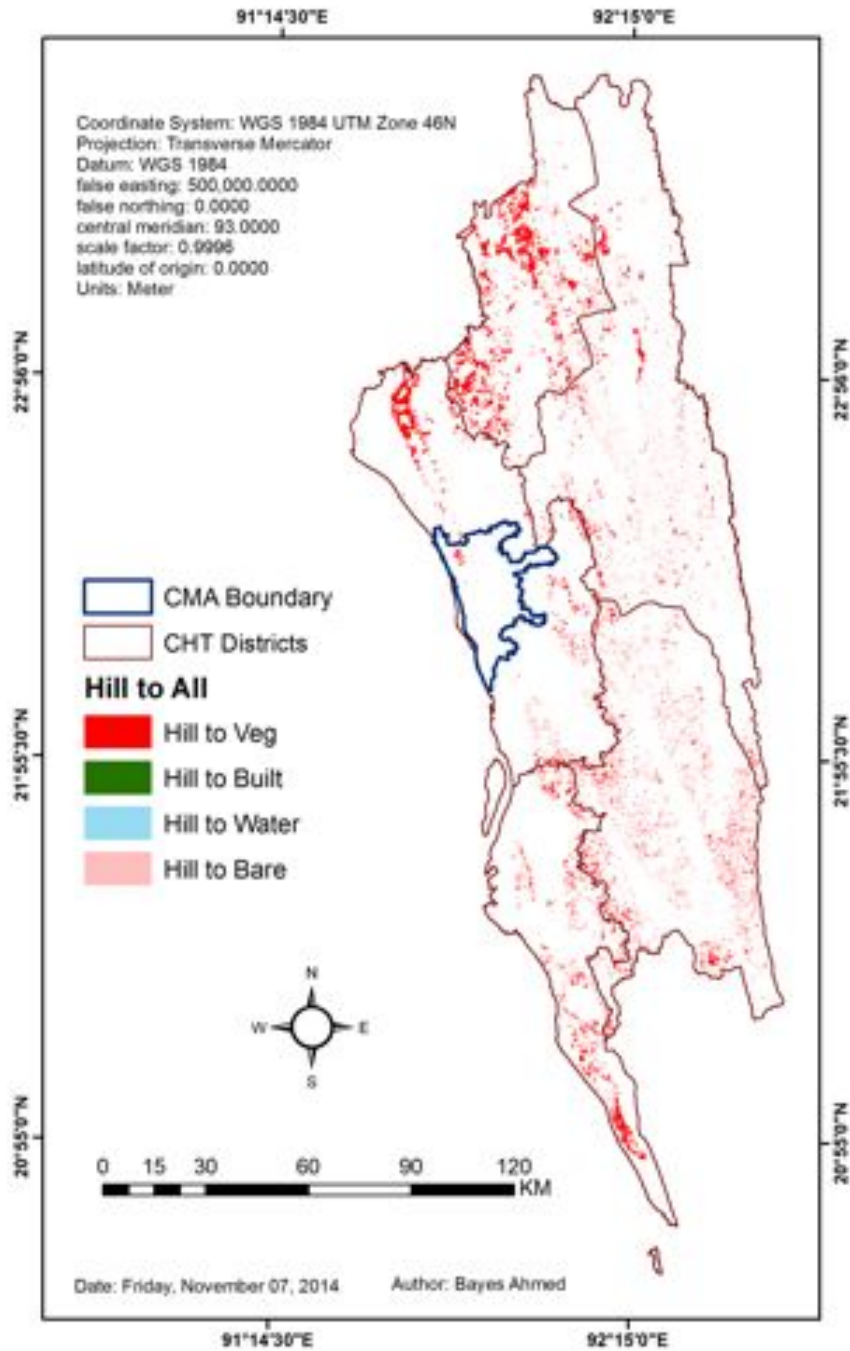 91°14'30"E 92°15'0"E
Coordinate System: WGS 1984 UTM Zone 46N
Projection: Transverse Mercator
Datum: WGS 1984
false easting: 500,000.0000
false northing: 0.0000
central meridian: 93.0000
scale factor: 0.9996
latitude of origin: 0.0000
Units: Meter
22°56'0"N 22°56'0"N
CMA Boundary
CHT Districts
Hill to All
Hill to Veg
21°55'30"N 21°55'30"N
Hill to Built
Hill to Water
Hill to Bare
N
W E
S
20°55'0"N 20°55'0"N
0 15 30 60 90 120
KM
Date: Friday, November 07, 2014 Author: Bayes Ahmed
91°14'30"E 92°15'0"E